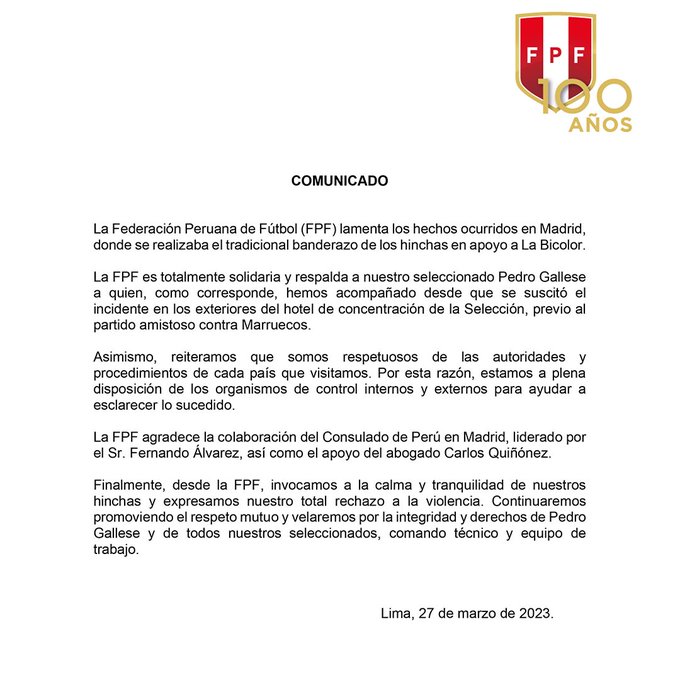 FPF
100
AÑOS
COMUNICADO
La Federación Peruana de Fútbol (FPF) lamenta los hechos ocurridos en Madrid,
donde se realizaba el tradicional banderazo de los hinchas en apoyo a La Bicolor.
La FPF es totalmente solidaria y respalda a nuestro seleccionado Pedro Gallese
a quien, como corresponde, hemos acompañado desde que se suscitó el
incidente en los exteriores del hotel de concentración de la Selección, previo al
partido amistoso contra Marruecos.
Asimismo, reiteramos que somos respetuosos de las autoridades y
procedimientos de cada país que visitamos. Por esta razón, estamos a plena
disposición de los organismos de control internos y externos para ayudar a
esclarecer lo sucedido.
La FPF agradece la colaboración del Consulado de Perú en Madrid, liderado por
el Sr. Fernando Álvarez, así como el apoyo del abogado Carlos Quiñónez.
Finalmente, desde la FPF, invocamos a la calma y tranquilidad de nuestros
hinchas y expresamos nuestro total rechazo a la violencia. Continuaremos
promoviendo el respeto mutuo y velaremos por la integridad y derechos de Pedro
Gallese y de todos nuestros seleccionados, comando técnico y equipo de
trabajo.
Lima, 27 de marzo de 2023.